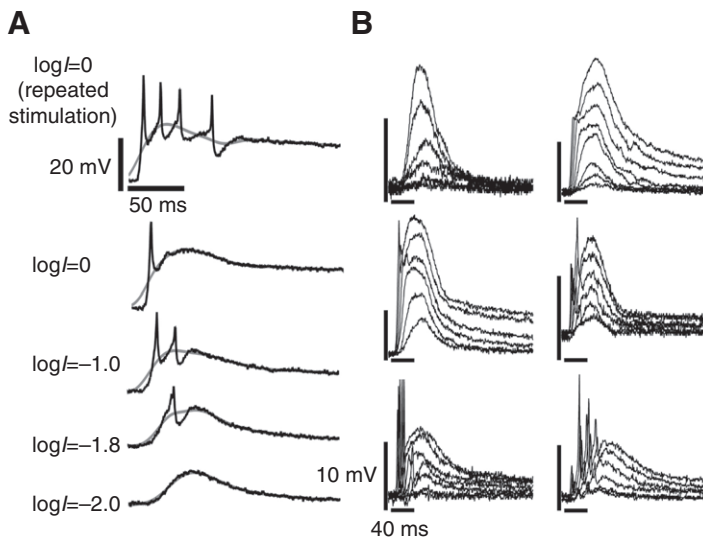 A
B
logI=0
(repeated
stimulation)
20 mV
50 ms
logI=0
logI=–1.0
logI=–1.8
logI=–2.0
10 mV
40 ms